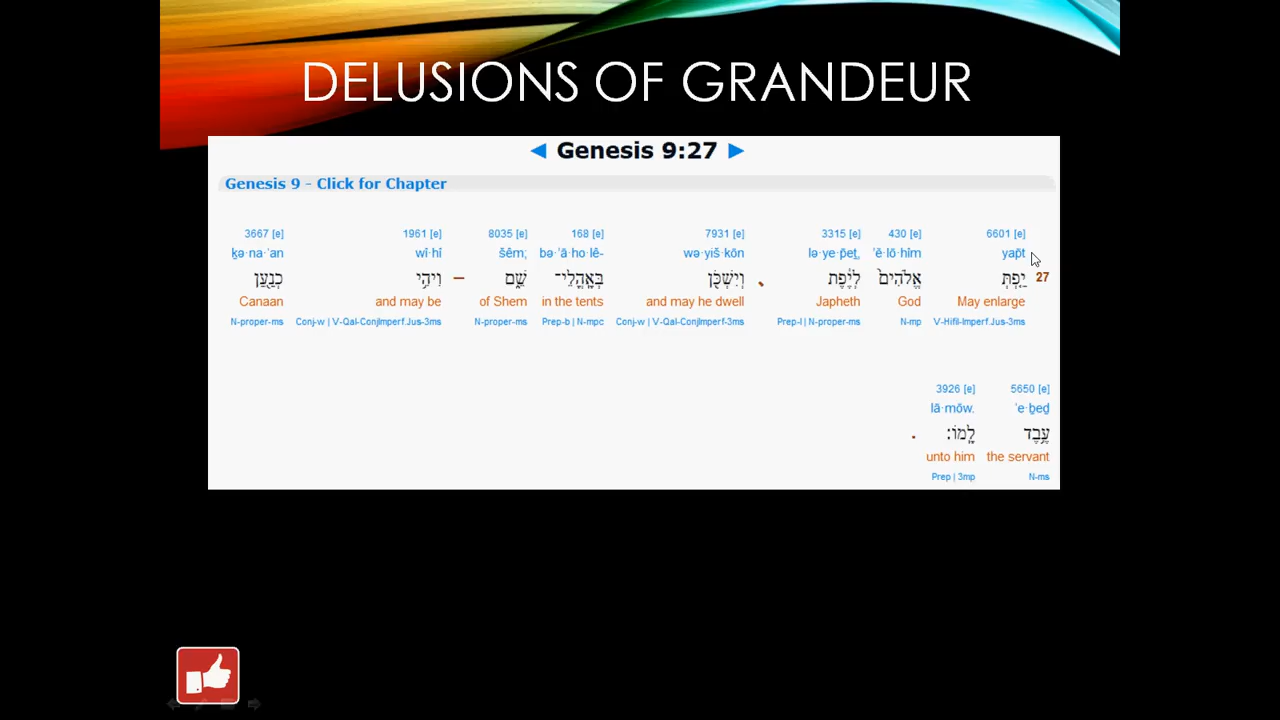 DELUSIONS OF GRANDEUR
◄ Genesis 9:27 ►
Genesis 9 - Click for Chapter
3667 [e] 1961 [e] 8035 [e] 168 [e] 7931 [e] 3315 [e] 430 [e] 6601 [e]
kə·na·‘an wî·hî šêm; bə·’ā·ho·lê- wə·yiš·kōn lə·ye·p̄eṯ, ’ĕ·lō·hîm yap̄t
27 יַ֤פְתְּ אֱלֹהִים֙ לְיֶ֔פֶת ، וְיִשְׁכֹּ֖ן בְּאָֽהֳלֵי־ שֵׁ֑ם – וִיהִ֥י כְנַ֖עַן
Canaan and may be of Shem in the tents and may he dwell Japheth God May enlarge
N-proper-ms Conj-w | V-Qal-ConjImperf.Jus-3ms N-proper-ms Prep-b | N-mpc Conj-w | V-Qal-ConjImperf-3ms Prep-l | N-proper-ms N-mp V-Hifil-Imperf.Jus-3ms
3926 [e] 5650 [e]
lā·mōw. ‘e·ḇeḏ
עֶ֥בֶד לָֽמוֹ׃ .
unto him the servant
Prep | 3mp N-ms